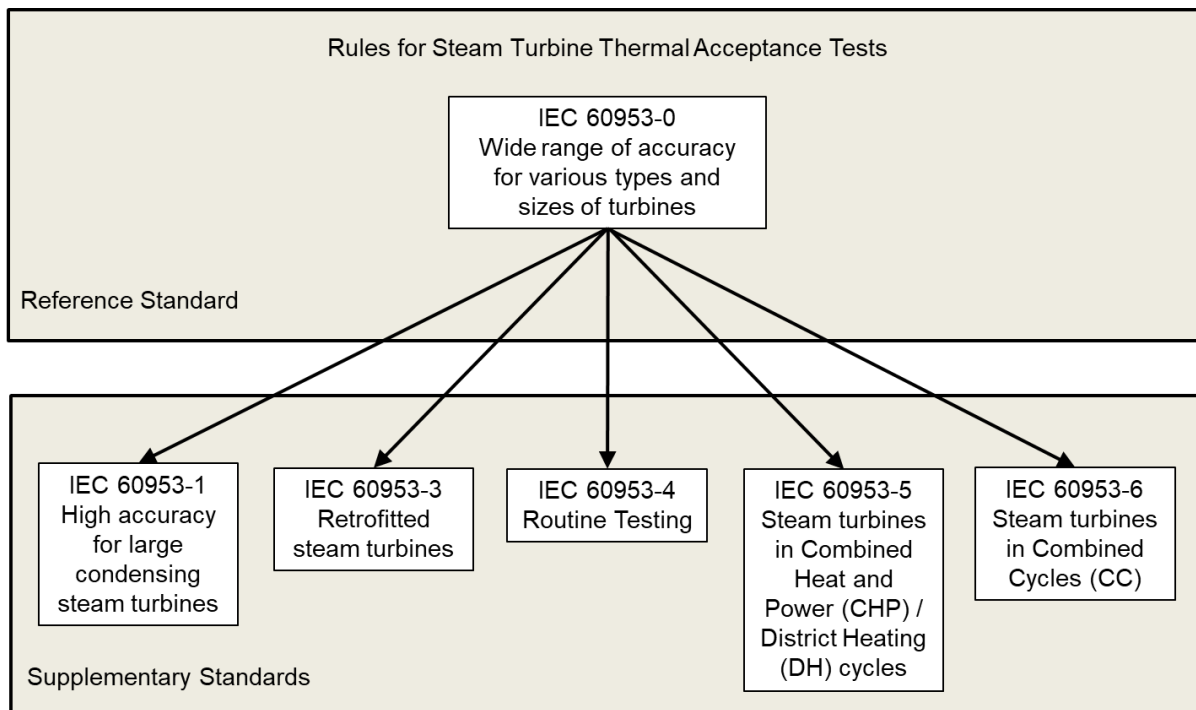 Rules for Steam Turbine Thermal Acceptance Tests
IEC 60953-0
Wide range of accuracy
for various types and
sizes of turbines
Reference Standard
IEC 60953-1
High accuracy
for large
condensing
steam turbines
IEC 60953-3
Retrofitted
steam turbines
IEC 60953-4
Routine Testing
IEC 60953-5
Steam turbines
in Combined
Heat and
Power (CHP) /
District Heating
(DH) cycles
IEC 60953-6
Steam turbines
in Combined
Cycles (CC)
Supplementary Standards